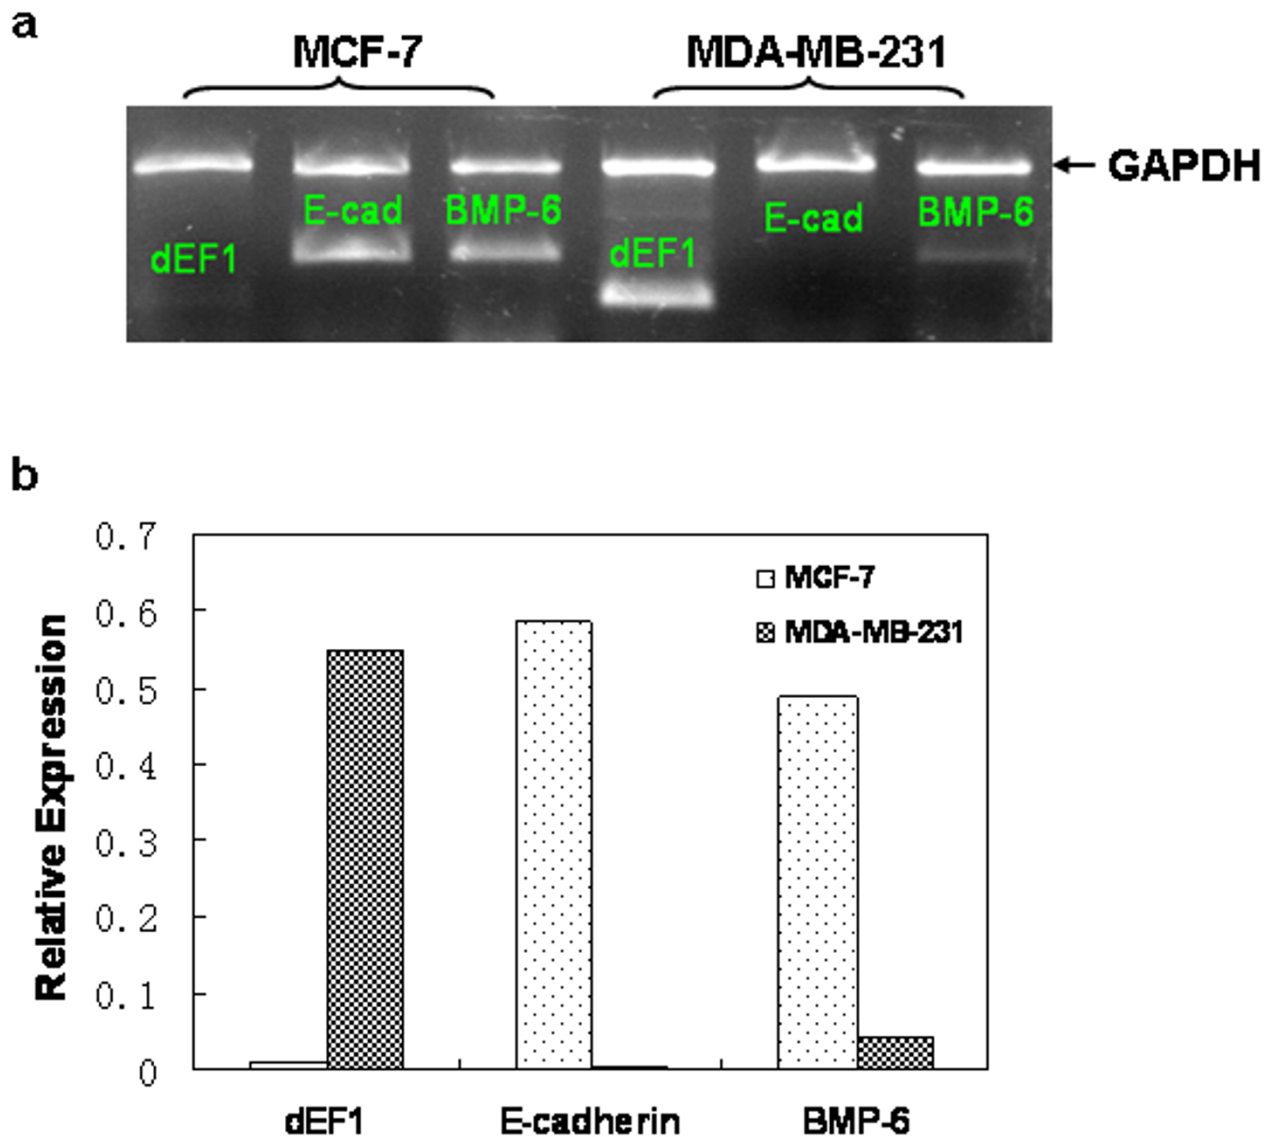 a
MCF-7 MDA-MB-231
GAPDH
E-cad BMP-6 E-cad BMP-6
dEF1 dEF1
b
0.7
0.6
0.5
0.4
0.3
0.2
0.1
0
Relative Expression
MCF-7
MDA-MB-231
dEF1 E-cadherin BMP-6